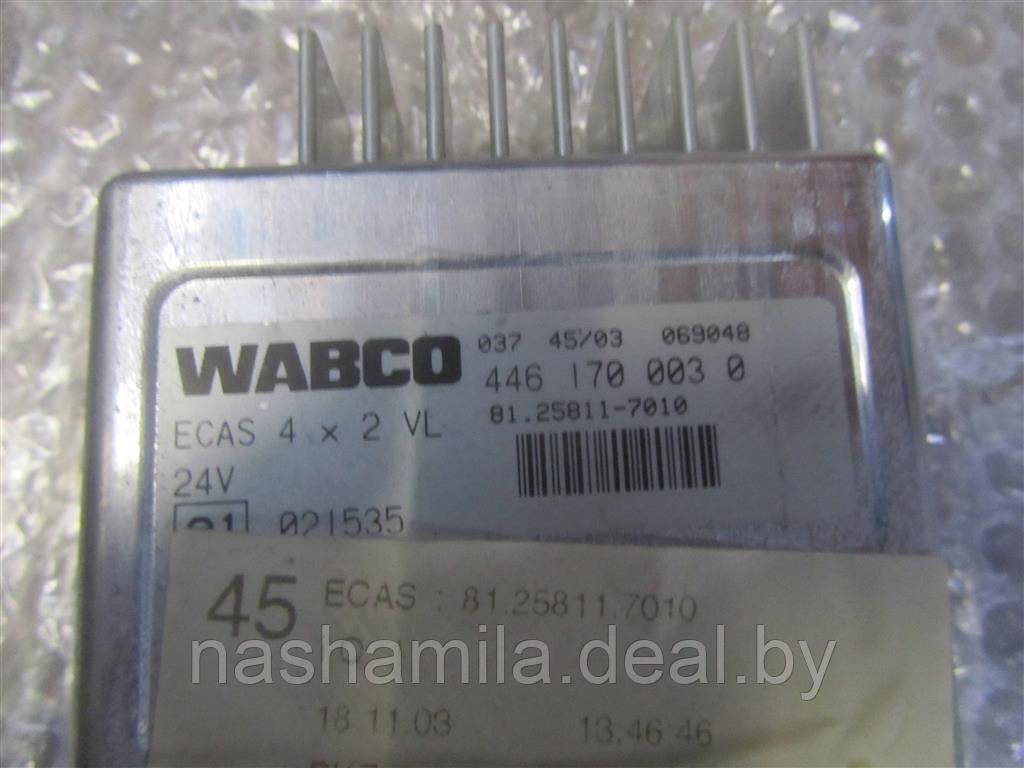 WABCO 037 45/03 069048
446 170 003 0
81.25811-7010
ECAS 4 x 2 VL
24V
021535
45 ECAS : 81.25811.7010
nashamila.deal.by
18.11.03 13:46:46